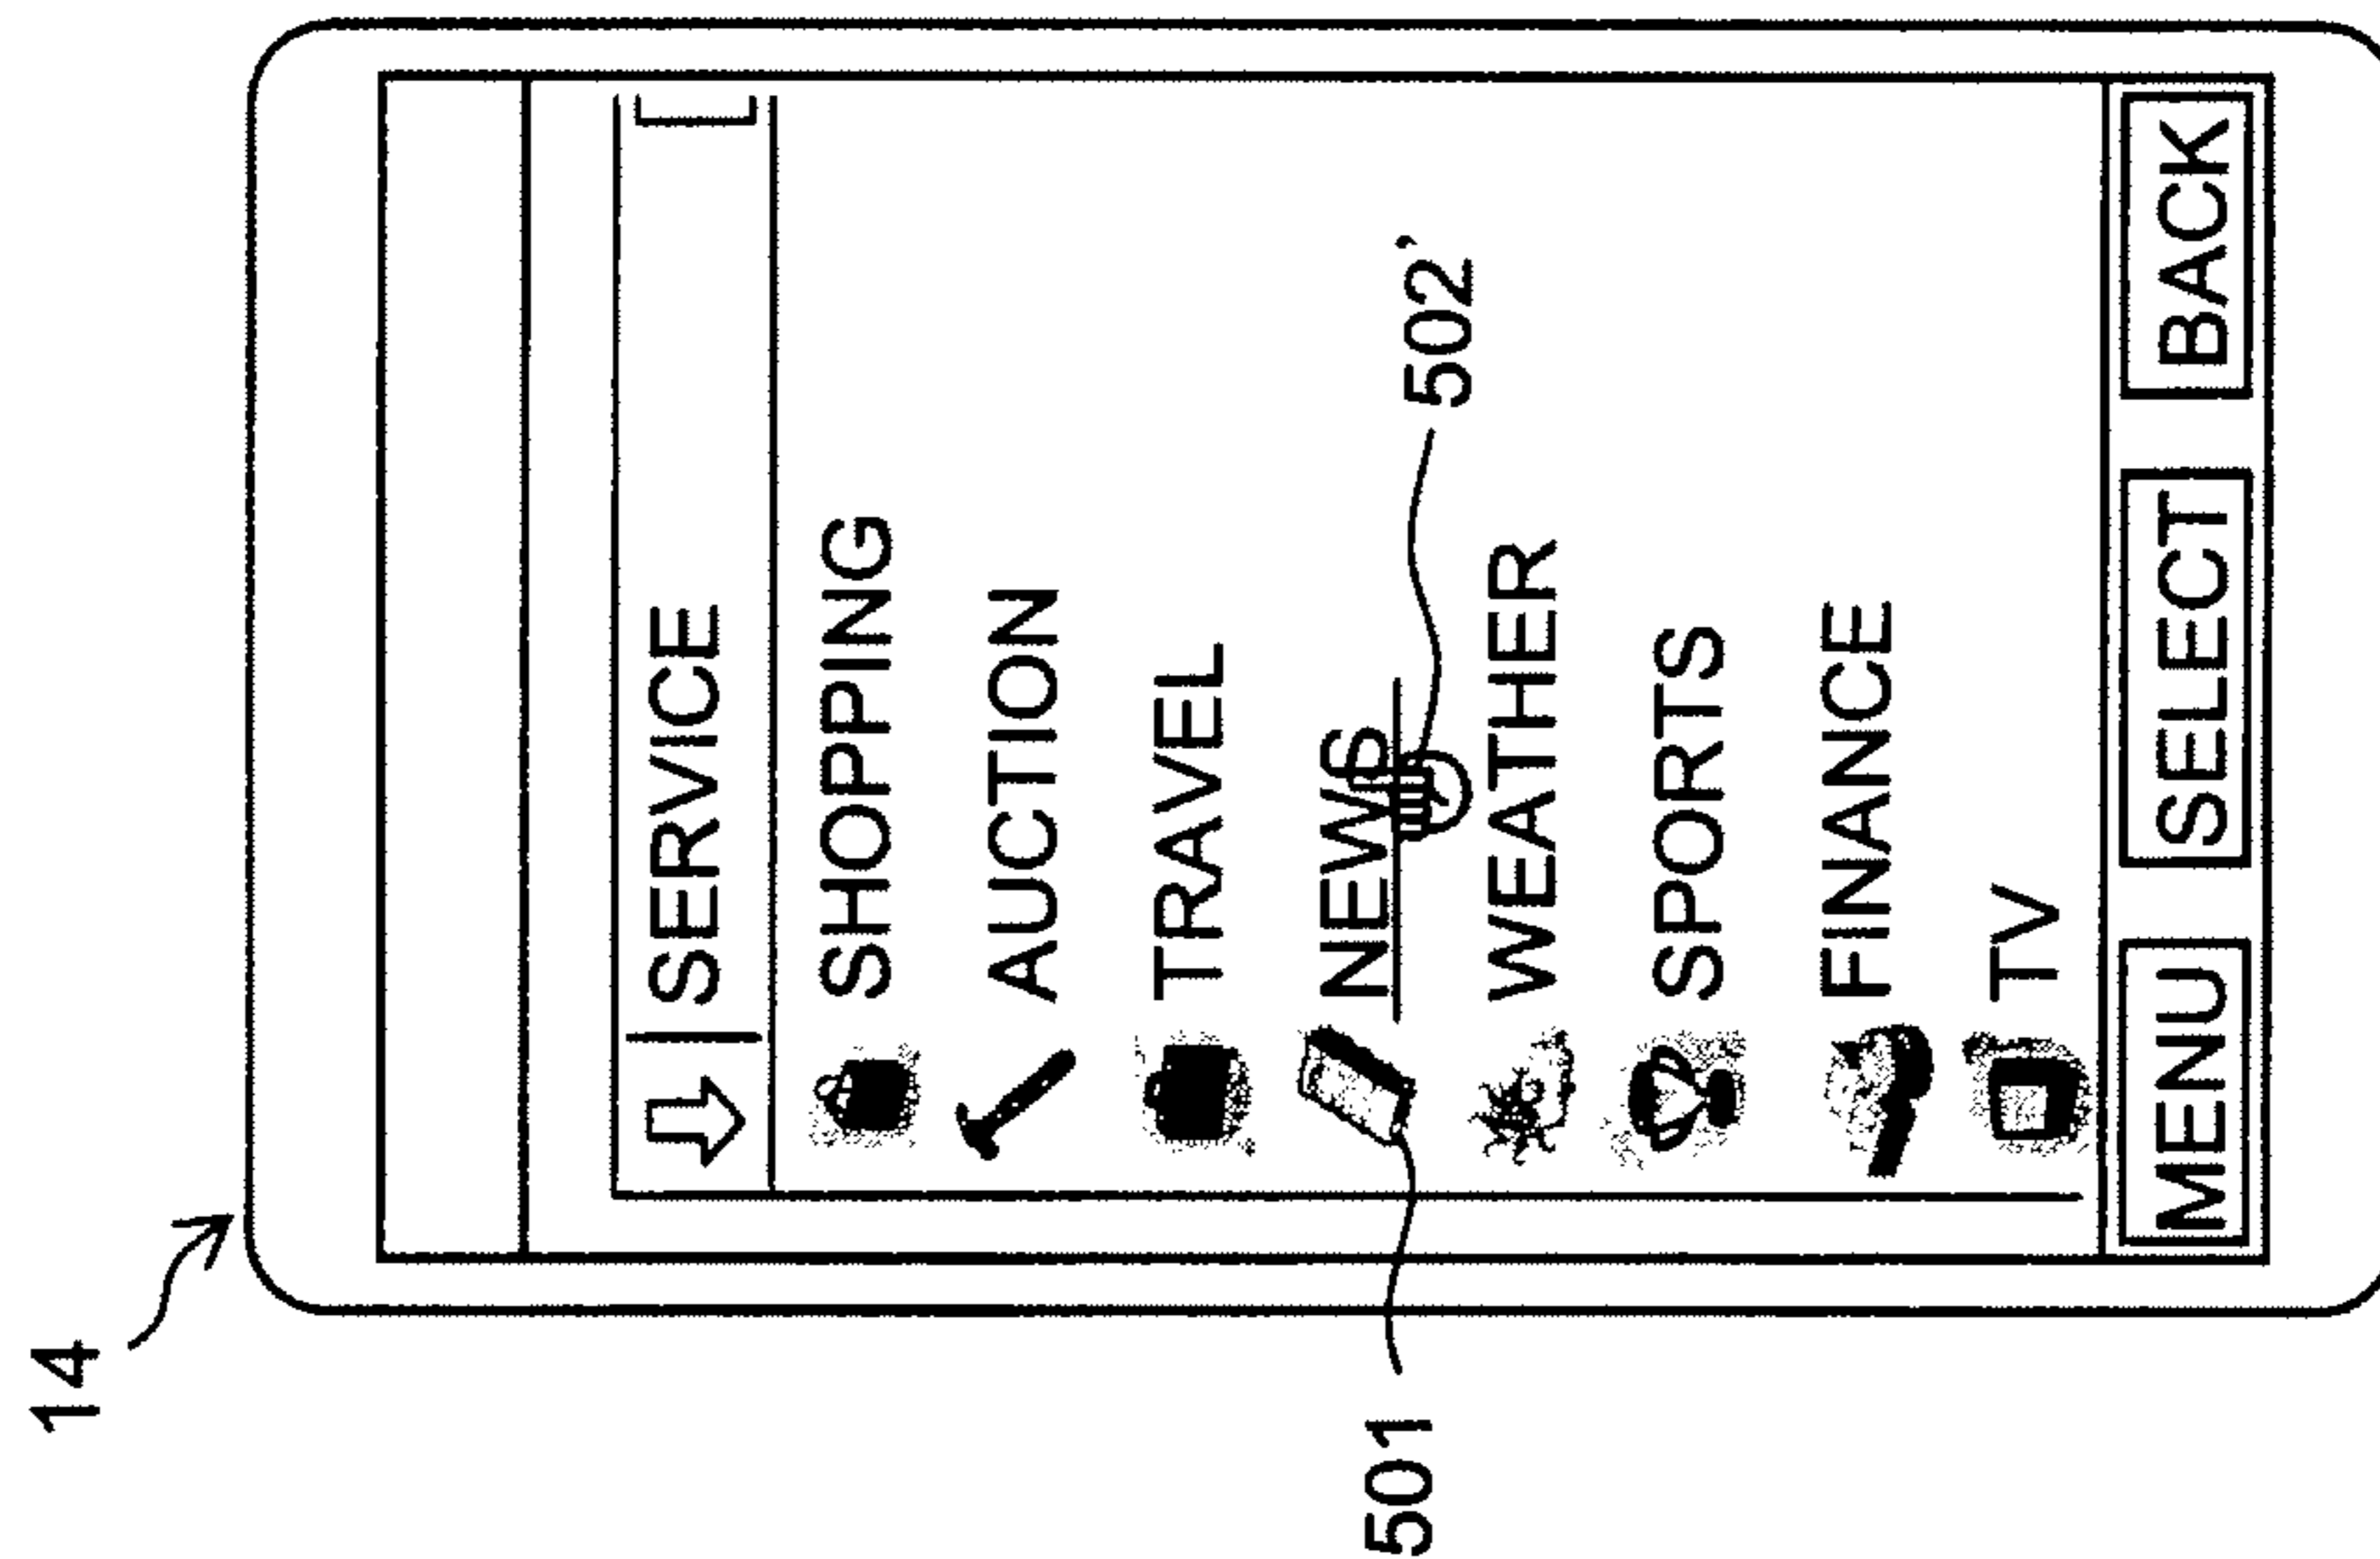 14
SERVICE
SHOPPING
AUCTION
TRAVEL
501
NEWS
502'
WEATHER
SPORTS
FINANCE
TV
MENU SELECT BACK